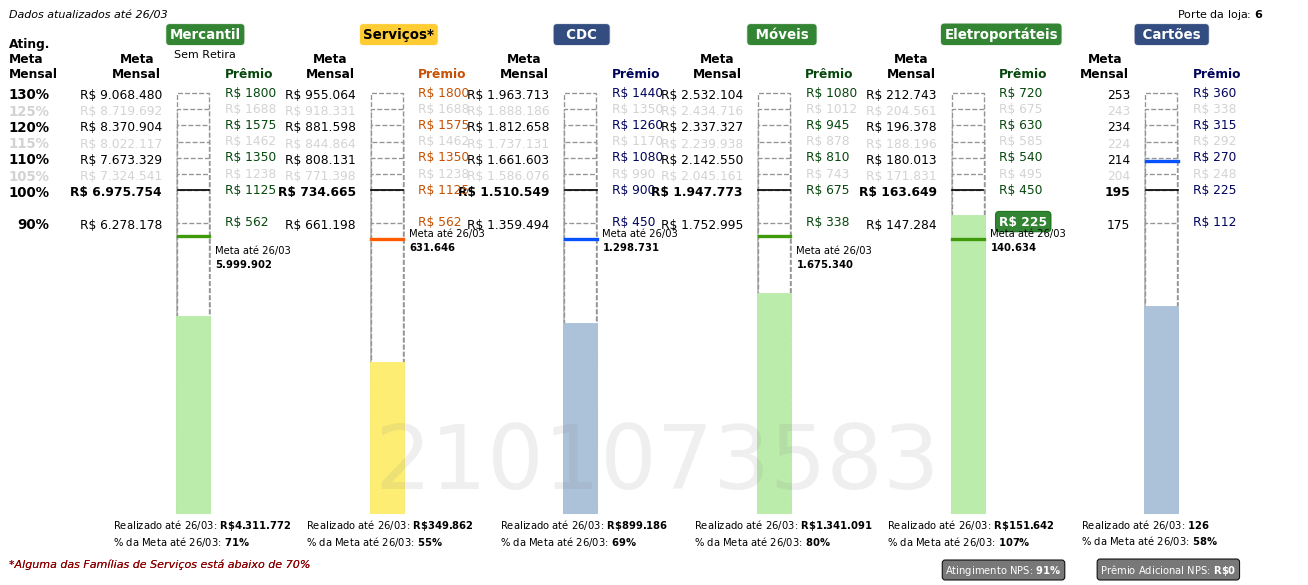 Dados atualizados até 26/03 Porte da loja: 6
Mercantil Serviços* CDC Móveis Eletroportáteis Cartões
Sem Retira
Ating. Meta Mensal
Meta Mensal Prêmio Meta Mensal Prêmio Meta Mensal Prêmio Meta Mensal Prêmio Meta Mensal Prêmio Meta Mensal Prêmio
130% R$ 9.068.480 R$ 1800 R$ 955.064 R$ 1800 R$ 1.963.713 R$ 1440 R$ 2.532.104 R$ 1080 R$ 212.743 R$ 720 253 R$ 360
125% R$ 8.719.692 R$ 1688 R$ 918.331 R$ 1688 R$ 1.888.186 R$ 1350 R$ 2.434.716 R$ 1012 R$ 204.561 R$ 675 243 R$ 338
120% R$ 8.370.904 R$ 1575 R$ 881.598 R$ 1575 R$ 1.812.658 R$ 1260 R$ 2.337.327 R$ 945 R$ 196.378 R$ 630 234 R$ 315
115% R$ 8.022.117 R$ 1462 R$ 844.864 R$ 1462 R$ 1.737.131 R$ 1170 R$ 2.239.938 R$ 878 R$ 188.196 R$ 585 224 R$ 292
110% R$ 7.673.329 R$ 1350 R$ 808.131 R$ 1350 R$ 1.661.603 R$ 1080 R$ 2.142.550 R$ 810 R$ 180.013 R$ 540 214 R$ 270
105% R$ 7.324.541 R$ 1238 R$ 771.398 R$ 1238 R$ 1.586.076 R$ 990 R$ 2.045.161 R$ 743 R$ 171.831 R$ 495 204 R$ 248
100% R$ 6.975.754 R$ 1125 R$ 734.665 R$ 1125 R$ 1.510.549 R$ 900 R$ 1.947.773 R$ 675 R$ 163.649 R$ 450 195 R$ 225
90% R$ 6.278.178 R$ 562 R$ 661.198 R$ 562 R$ 1.359.494 R$ 450 R$ 1.752.995 R$ 338 R$ 147.284 R$ 225 175 R$ 112
Meta até 26/03
5.999.902
Meta até 26/03
631.646
Meta até 26/03
1.298.731
Meta até 26/03
1.675.340
Meta até 26/03
140.634
2101073583
Realizado até 26/03: R$4.311.772
% da Meta até 26/03: 71%
Realizado até 26/03: R$349.862
% da Meta até 26/03: 55%
Realizado até 26/03: R$899.186
% da Meta até 26/03: 69%
Realizado até 26/03: R$1.341.091
% da Meta até 26/03: 80%
Realizado até 26/03: R$151.642
% da Meta até 26/03: 107%
Realizado até 26/03: 126
% da Meta até 26/03: 58%
*Alguma das Famílias de Serviços está abaixo de 70%
Atingimento NPS: 91% Prêmio Adicional NPS: R$0